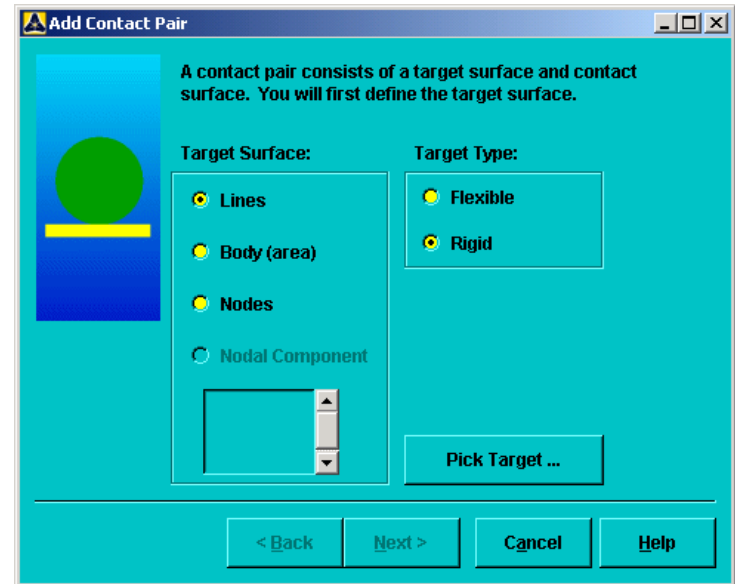 Add Contact Pair
A contact pair consists of a target surface and contact
surface. You will first define the target surface.
Target Surface:
Target Type:
Lines
Flexible
Body (area)
Rigid
Nodes
Nodal Component
Pick Target ...
< Back
Next >
Cancel
Help